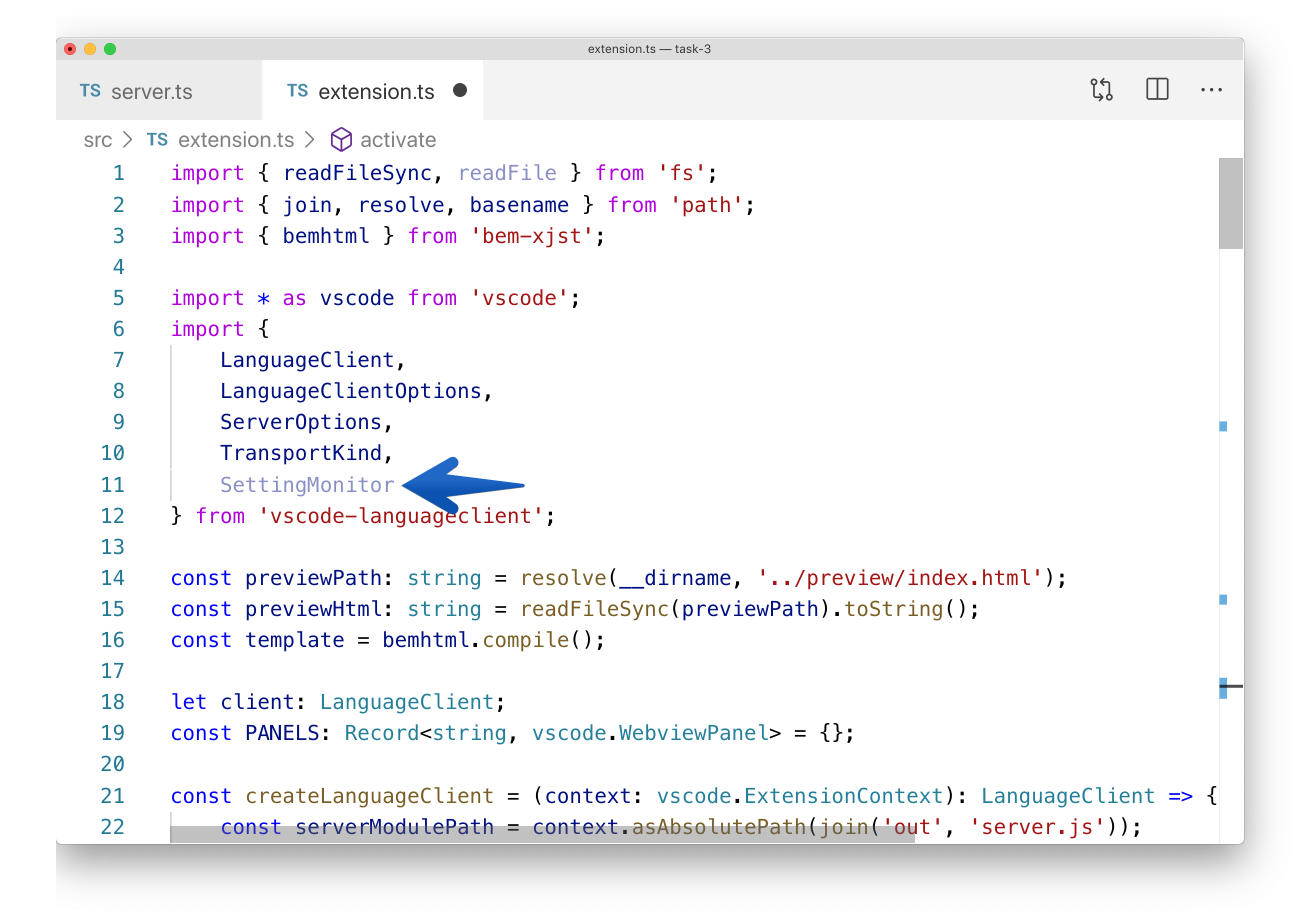 extension.ts — task-3
TS server.ts TS extension.ts
src > TS extension.ts > activate
1 import { readFileSync, readFile } from 'fs';
2 import { join, resolve, basename } from 'path';
3 import { bemhtml } from 'bem-xjst';
4
5 import * as vscode from 'vscode';
6 import {
7 LanguageClient,
8 LanguageClientOptions,
9 ServerOptions,
10 TransportKind,
11 SettingMonitor
12 } from 'vscode-languageclient';
13
14 const previewPath: string = resolve(__dirname, '../preview/index.html');
15 const previewHtml: string = readFileSync(previewPath).toString();
16 const template = bemhtml.compile();
17
18 let client: LanguageClient;
19 const PANELS: Record<string, vscode.WebviewPanel> = {};
20
21 const createLanguageClient = (context: vscode.ExtensionContext): LanguageClient => {
22 const serverModulePath = context.asAbsolutePath(join('out', 'server.js'));